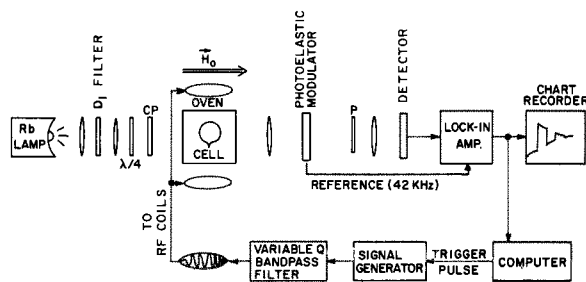 Rb
LAMP
D1 FILTER
λ/4
CP
H₀
OVEN
CELL
PHOTOELASTIC
MODULATOR
P
DETECTOR
LOCK-IN
AMP.
CHART
RECORDER
REFERENCE (42 KHz)
TO
RF COILS
VARIABLE Q
BANDPASS
FILTER
SIGNAL
GENERATOR
TRIGGER
PULSE
COMPUTER